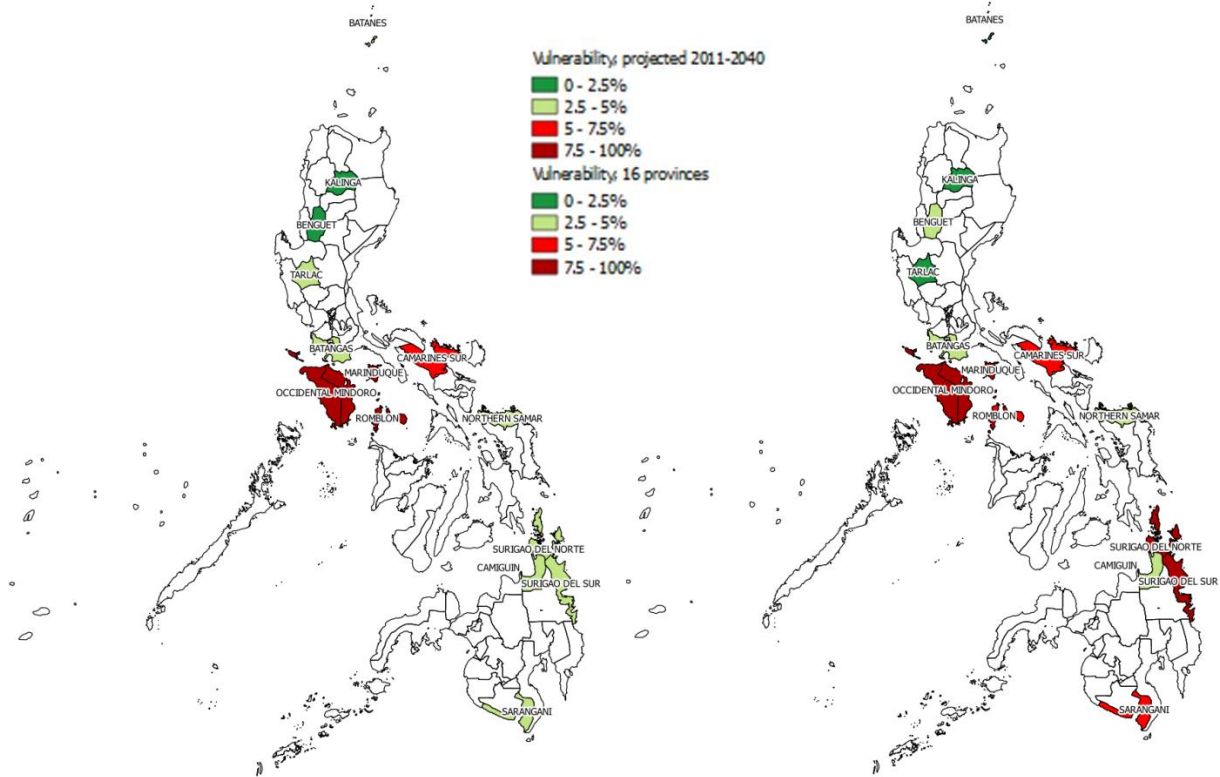 BATANES
KALINGA
BENGUET
TARLAC
BATANGAS
CAMARINES SUR
MARINDUQUE
OCCIDENTAL MINDORO
ROMBLON
NORTHERN SAMAR
SURIGAO DEL NORTE
CAMIGUIN
SURIGAO DEL SUR
SARANGANI
Vulnerability, projected 2011-2040
0 - 2.5%
2.5 - 5%
5 - 7.5%
7.5 - 100%
Vulnerability, 16 provinces
0 - 2.5%
2.5 - 5%
5 - 7.5%
7.5 - 100%
BATANES
KALINGA
BENGUET
TARLAC
BATANGAS
CAMARINES SUR
MARINDUQUE
OCCIDENTAL MINDORO
ROMBLON
NORTHERN SAMAR
SURIGAO DEL NORTE
CAMIGUIN
SURIGAO DEL SUR
SARANGANI